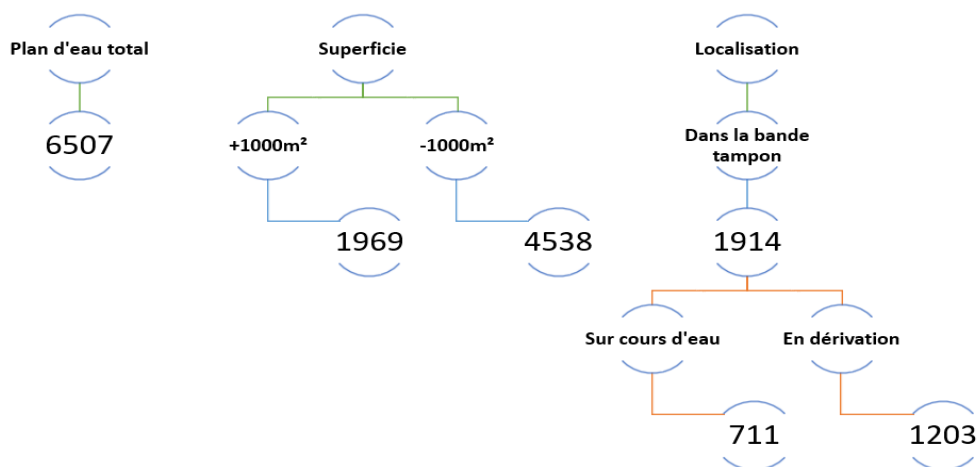 Plan d'eau total
6507
Superficie
+1000m²
-1000m²
1969
4538
Localisation
Dans la bande
tampon
1914
Sur cours d'eau
En dérivation
711
1203